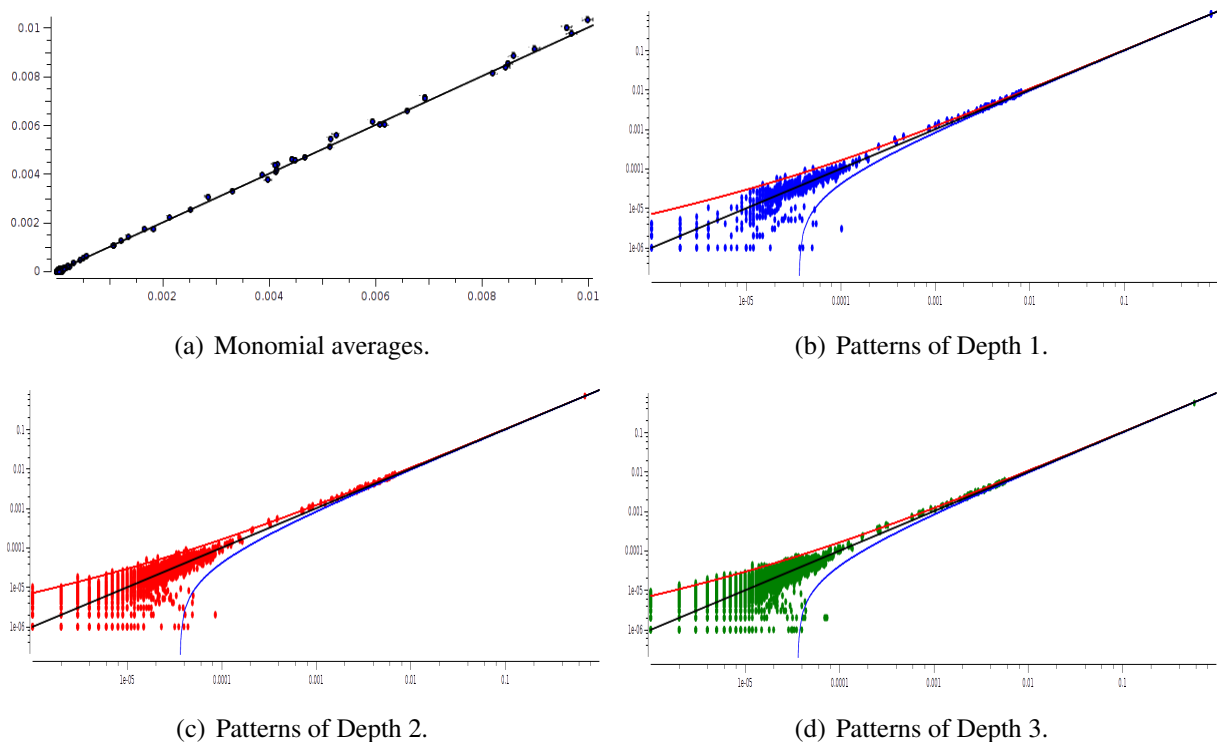 0.01
0.008
0.006
0.004
0.002
0
0.002 0.004 0.006 0.008 0.01
(a) Monomial averages.
0.1
0.01
0.001
0.0001
1e-05
1e-06
1e-05 0.0001 0.001 0.01 0.1
(b) Patterns of Depth 1.
0.1
0.01
0.001
0.0001
1e-05
1e-06
1e-05 0.0001 0.001 0.01 0.1
(c) Patterns of Depth 2.
0.1
0.01
0.001
0.0001
1e-05
1e-06
1e-05 0.0001 0.001 0.01 0.1
(d) Patterns of Depth 3.